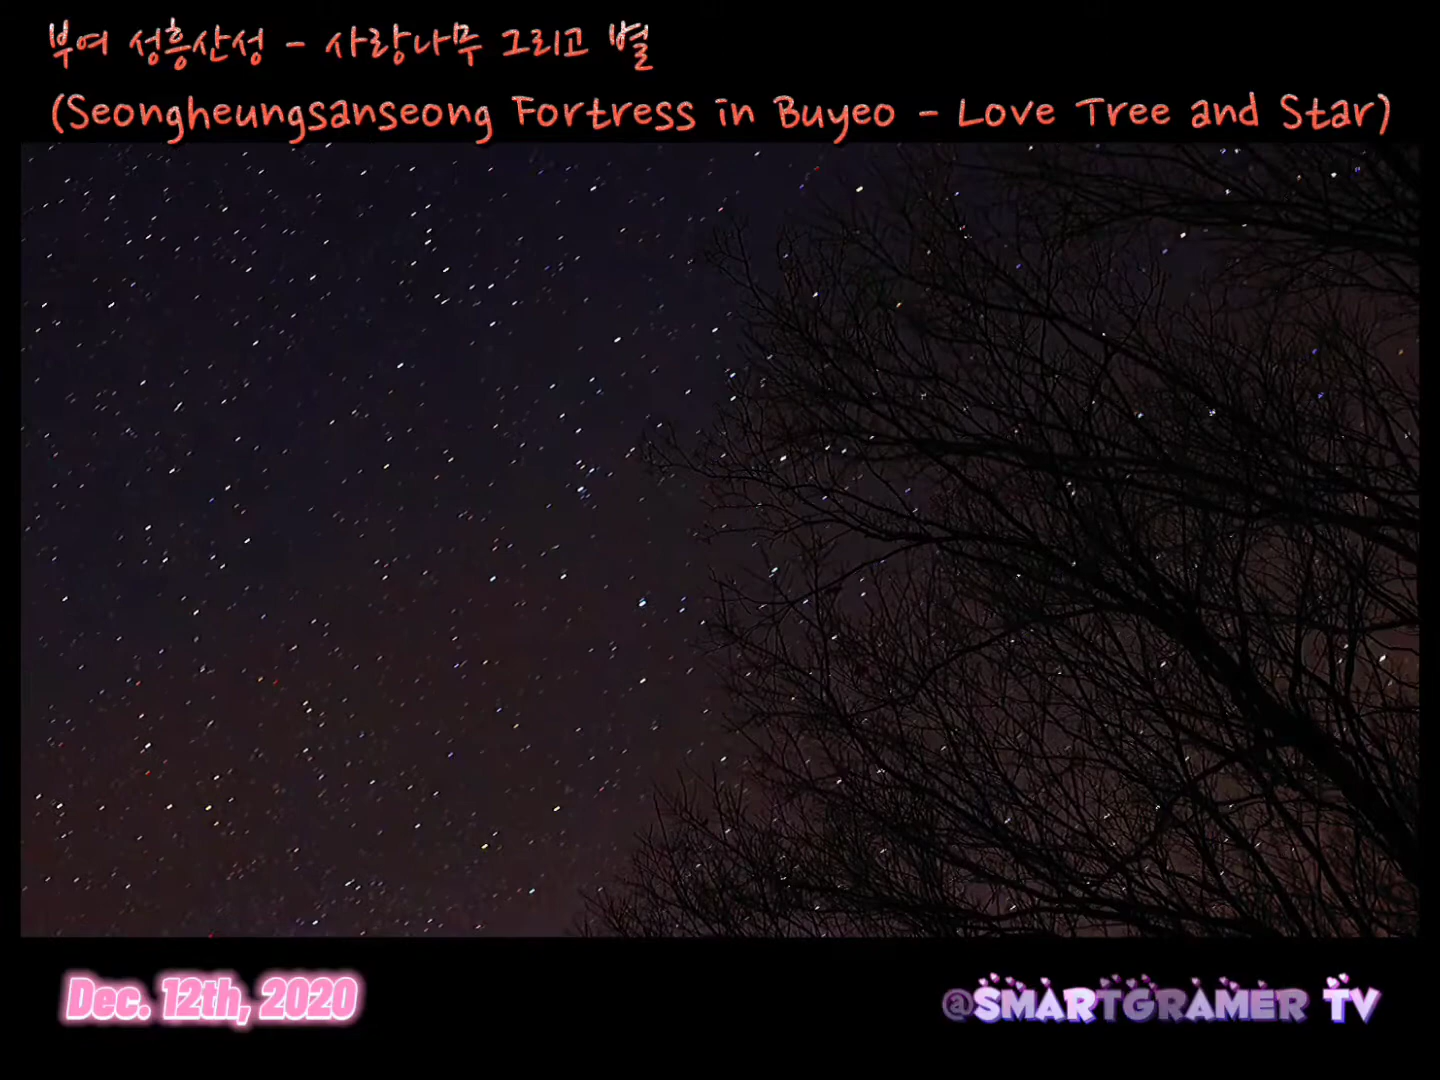 부여 성흥산성 - 사랑나무 그리고 별
(Seongheungsanseong Fortress in Buyeo - Love Tree and Star)
Dec. 12th, 2020
@SMARTGRAMER TV